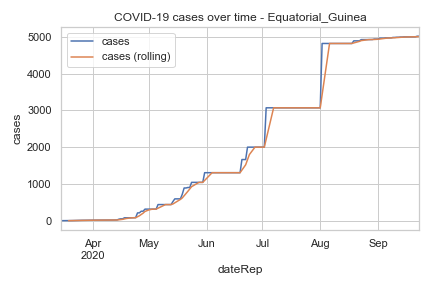 COVID-19 cases over time - Equatorial_Guinea
cases
cases (rolling)
cases
5000
4000
3000
2000
1000
0
Apr
2020
May
Jun
Jul
Aug
Sep
dateRep